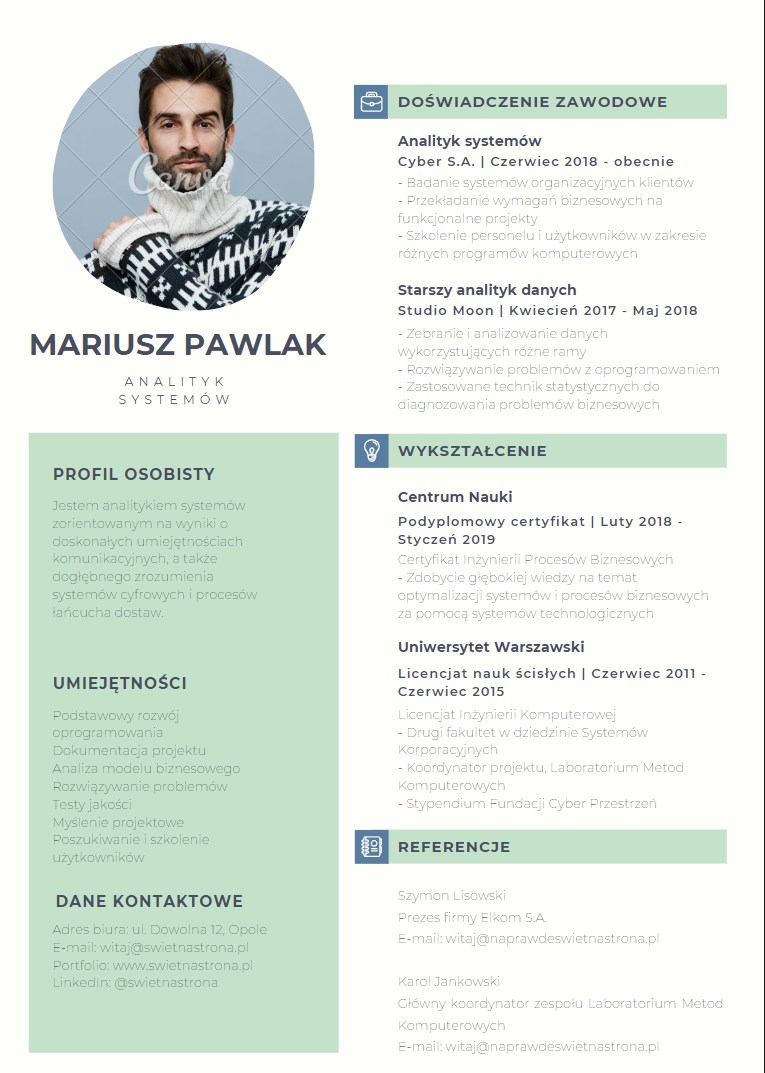 Canva
MARIUSZ PAWLAK
ANALITYK
SYSTEMÓW
PROFIL OSOBISTY
Jestem analitykiem systemów
zorientowanym na wyniki o
doskonałych umiejętnościach
komunikacyjnych, a także
dogłębnego zrozumienia
systemów cyfrowych i procesów
łańcucha dostaw.
UMIEJĘTNOŚCI
Podstawowy rozwój
oprogramowania
Dokumentacja projektu
Analiza modelu biznesowego
Rozwiązywanie problemów
Testy jakości
Myślenie projektowe
Poszukiwanie i szkolenie
użytkowników
DANE KONTAKTOWE
Adres biura: ul. Dowolna 12, Opole
E-mail: witaj@swietnastrona.pl
Portfolio: www.swietnastrona.pl
LinkedIn: @swietnastrona
DOŚWIADCZENIE ZAWODOWE
Analityk systemów
Cyber S.A. | Czerwiec 2018 - obecnie
- Badanie systemów organizacyjnych klientów
- Przekładanie wymagań biznesowych na
funkcjonalne projekty
- Szkolenie personelu i użytkowników w zakresie
różnych programów komputerowych
Starszy analityk danych
Studio Moon | Kwiecień 2017 - Maj 2018
- Zebranie i analizowanie danych
wykorzystujących różne ramy
- Rozwiązywanie problemów z oprogramowaniem
- Zastosowane technik statystycznych do
diagnozowania problemów biznesowych
WYKSZTAŁCENIE
Centrum Nauki
Podyplomowy certyfikat | Luty 2018 -
Styczeń 2019
Certyfikat Inżynierii Procesów Biznesowych
- Zdobycie głębokiej wiedzy na temat
optymalizacji systemów i procesów biznesowych
za pomocą systemów technologicznych
Uniwersytet Warszawski
Licencjat nauk ścisłych | Czerwiec 2011 -
Czerwiec 2015
Licencjat Inżynierii Komputerowej
- Drugi fakultet w dziedzinie Systemów
Korporacyjnych
- Koordynator projektu, Laboratorium Metod
Komputerowych
- Stypendium Fundacji Cyber Przestrzeń
REFERENCJE
Szymon Lisowski
Prezes firmy Elkom S.A.
E-mail: witaj@naprawdeswietnastrona.pl
Karol Jankowski
Główny koordynator zespołu Laboratorium Metod
Komputerowych
E-mail: witaj@naprawdeswietnastrona.pl